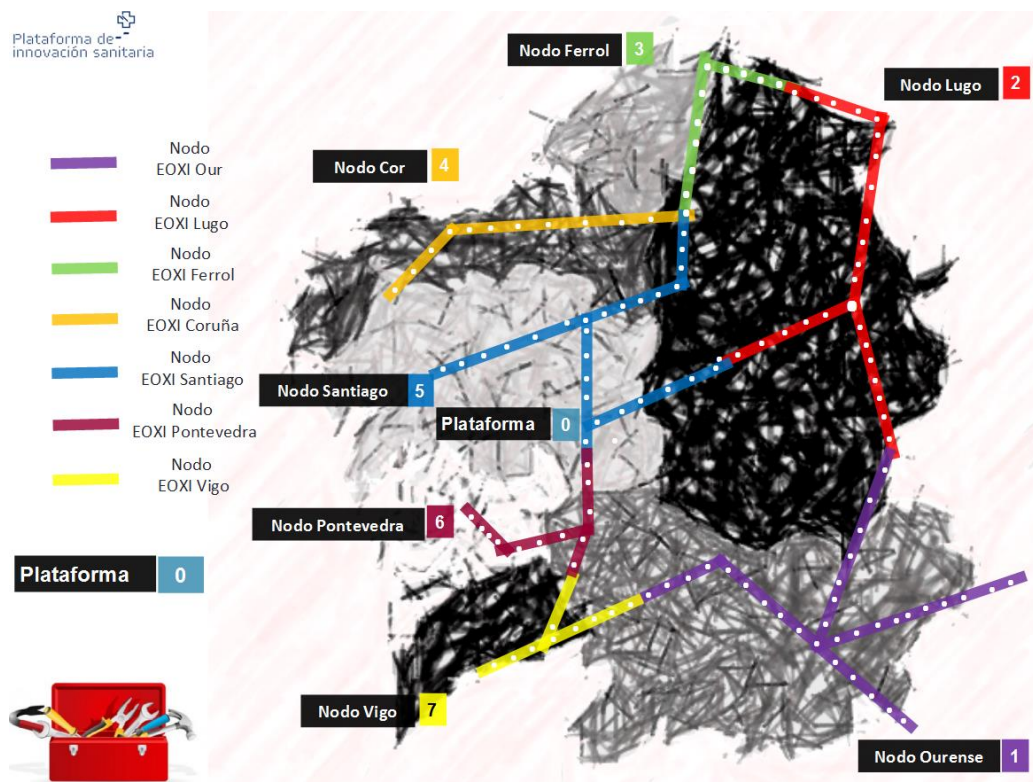 Plataforma de
innovación sanitaria
Nodo Ferrol 3
Nodo Lugo 2
Nodo Cor 4
Nodo
EOXI Our
Nodo
EOXI Lugo
Nodo
EOXI Ferrol
Nodo
EOXI Coruña
Nodo
EOXI Santiago
Nodo
EOXI Pontevedra
Nodo
EOXI Vigo
Nodo Santiago 5
Plataforma 0
Nodo Pontevedra 6
Plataforma 0
Nodo Vigo 7
Nodo Ourense 1